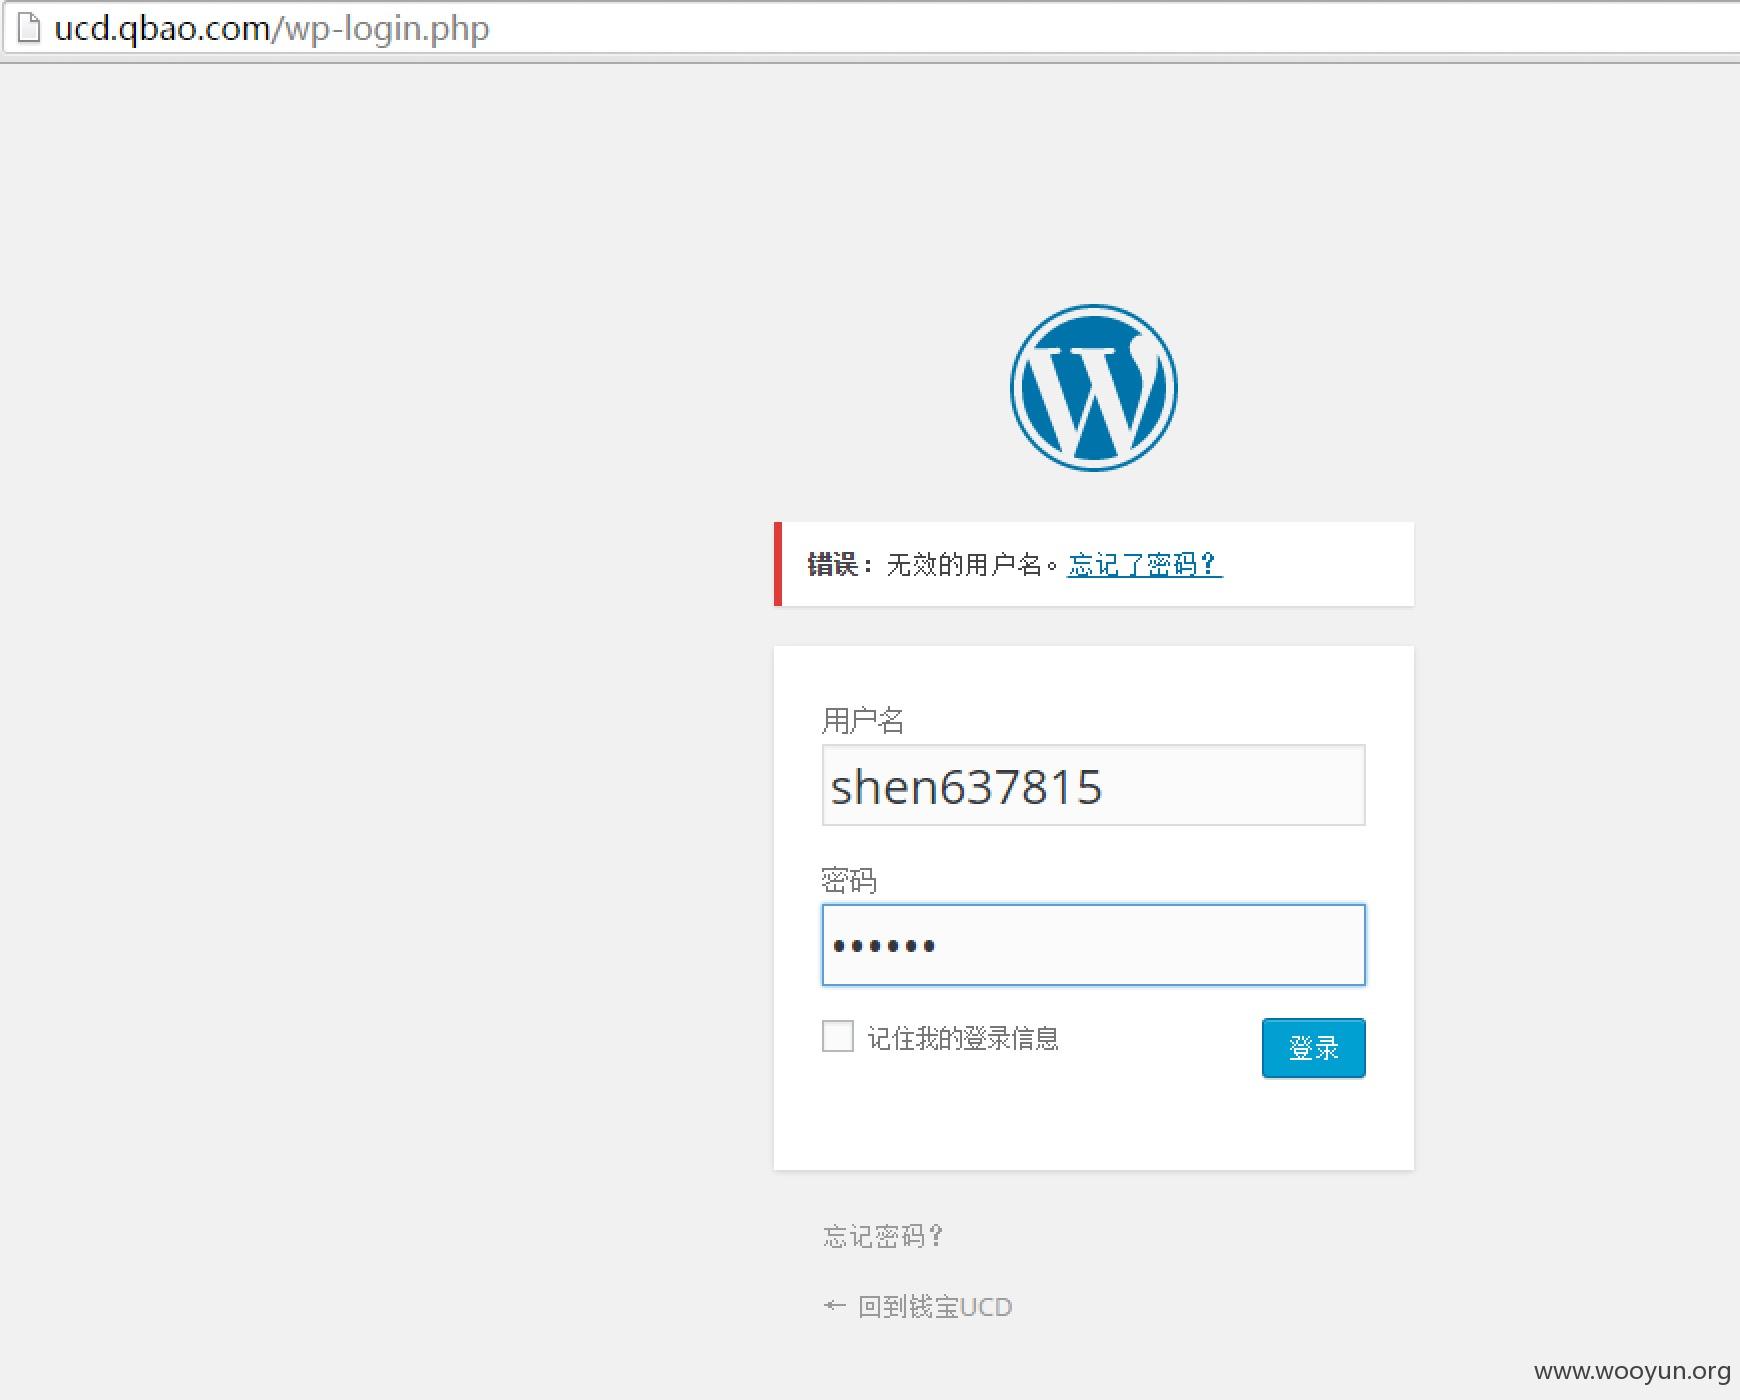 ucd.qbao.com/wp-login.php
错误：无效的用户名。忘记了密码？
用户名
shen637815
密码
••••••
记住我的登录信息
登录
忘记密码？
← 回到钱宝UCD
www.wooyun.org